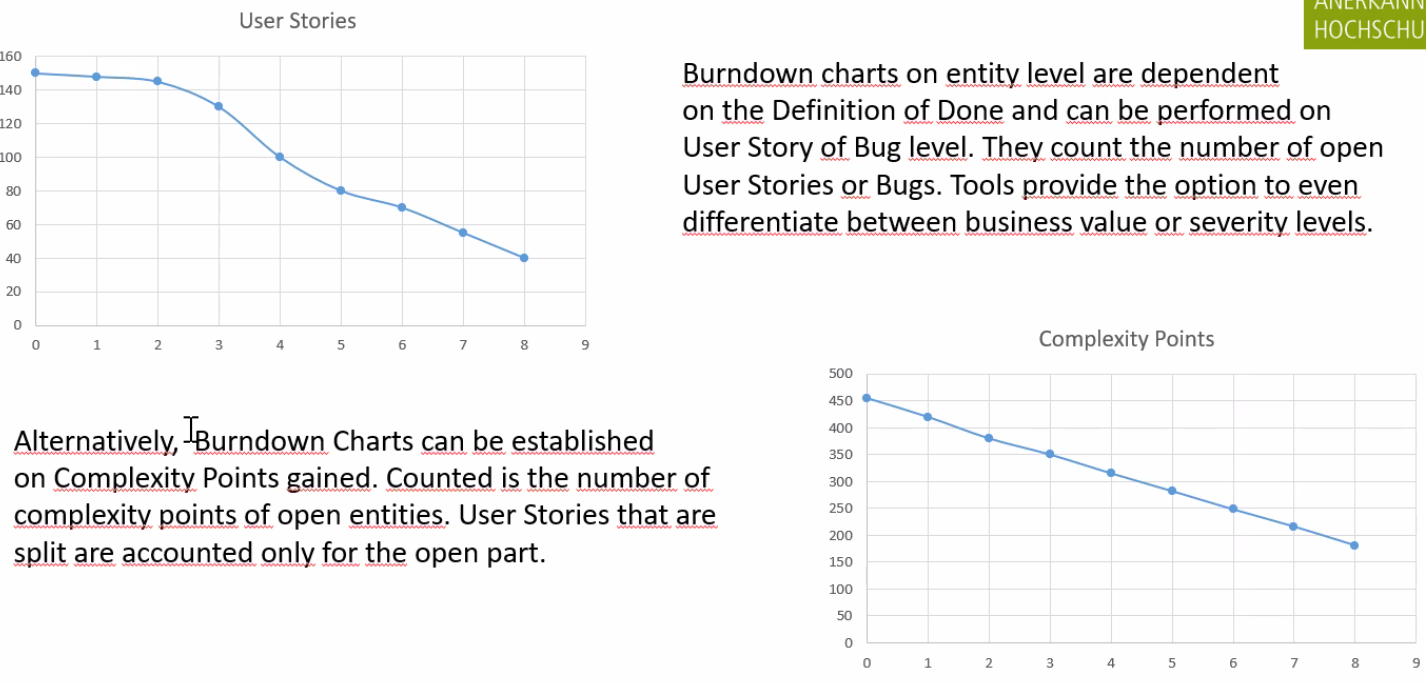 ANERKANN
HOCHSCHU
User Stories
160
140
120
100
80
60
40
20
0
0 1 2 3 4 5 6 7 8 9
Burndown charts on entity level are dependent
on the Definition of Done and can be performed on
User Story of Bug level. They count the number of open
User Stories or Bugs. Tools provide the option to even
differentiate between business value or severity levels.
Alternatively, Burndown Charts can be established
on Complexity Points gained. Counted is the number of
complexity points of open entities. User Stories that are
split are accounted only for the open part.
Complexity Points
500
450
400
350
300
250
200
150
100
50
0
0 1 2 3 4 5 6 7 8 9